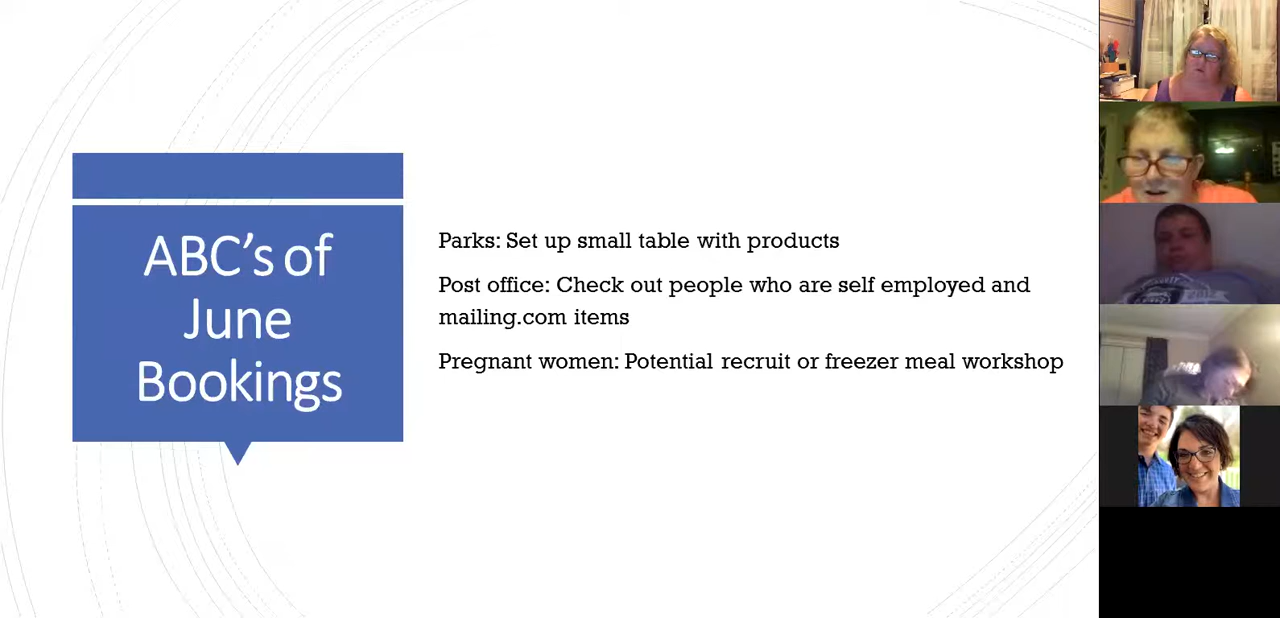 ABC’s of
June
Bookings
Parks: Set up small table with products
Post office: Check out people who are self employed and
mailing.com items
Pregnant women: Potential recruit or freezer meal workshop